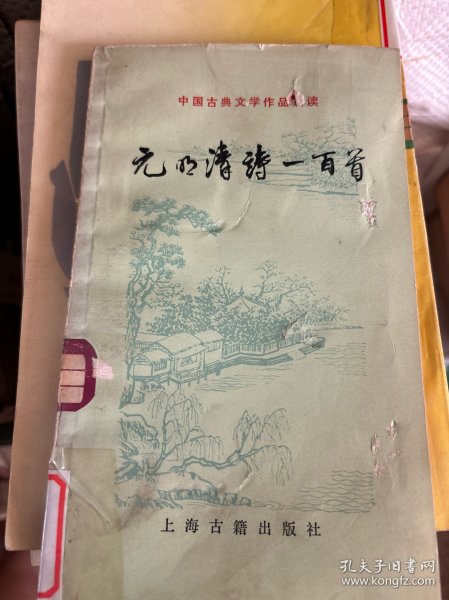 中国古典文学作品 读
元明清诗一百首
上海古籍出版社
孔夫子旧书网
www.kongfz.com